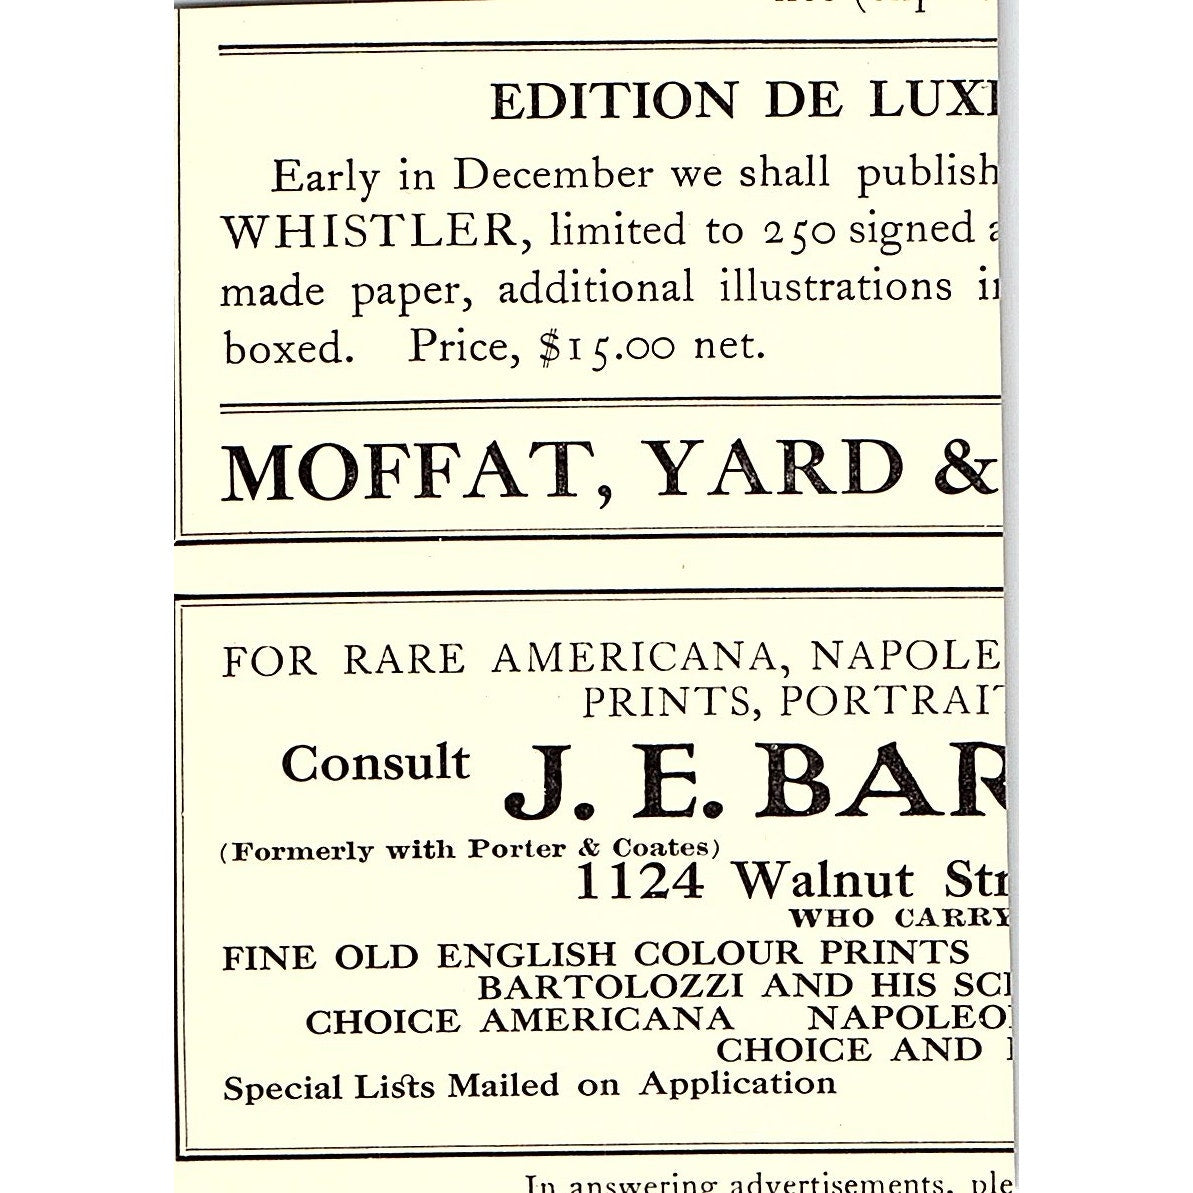 EDITION DE LUX
Early in December we shall publish
WHISTLER, limited to 250 signed
made paper, additional illustrations
boxed. Price, $15.00 net.
MOFFAT, YARD &
FOR RARE AMERICANA, NAPOLE
PRINTS, PORTRAI
Consult J. E. BAR
(Formerly with Porter & Coates)
1124 Walnut Str
WHO CARRY
FINE OLD ENGLISH COLOUR PRINTS
BARTOLOZZI AND HIS SC
CHOICE AMERICANA NAPOLEO
CHOICE AND
Special Lists Mailed on Application
In answering advertisements, ple